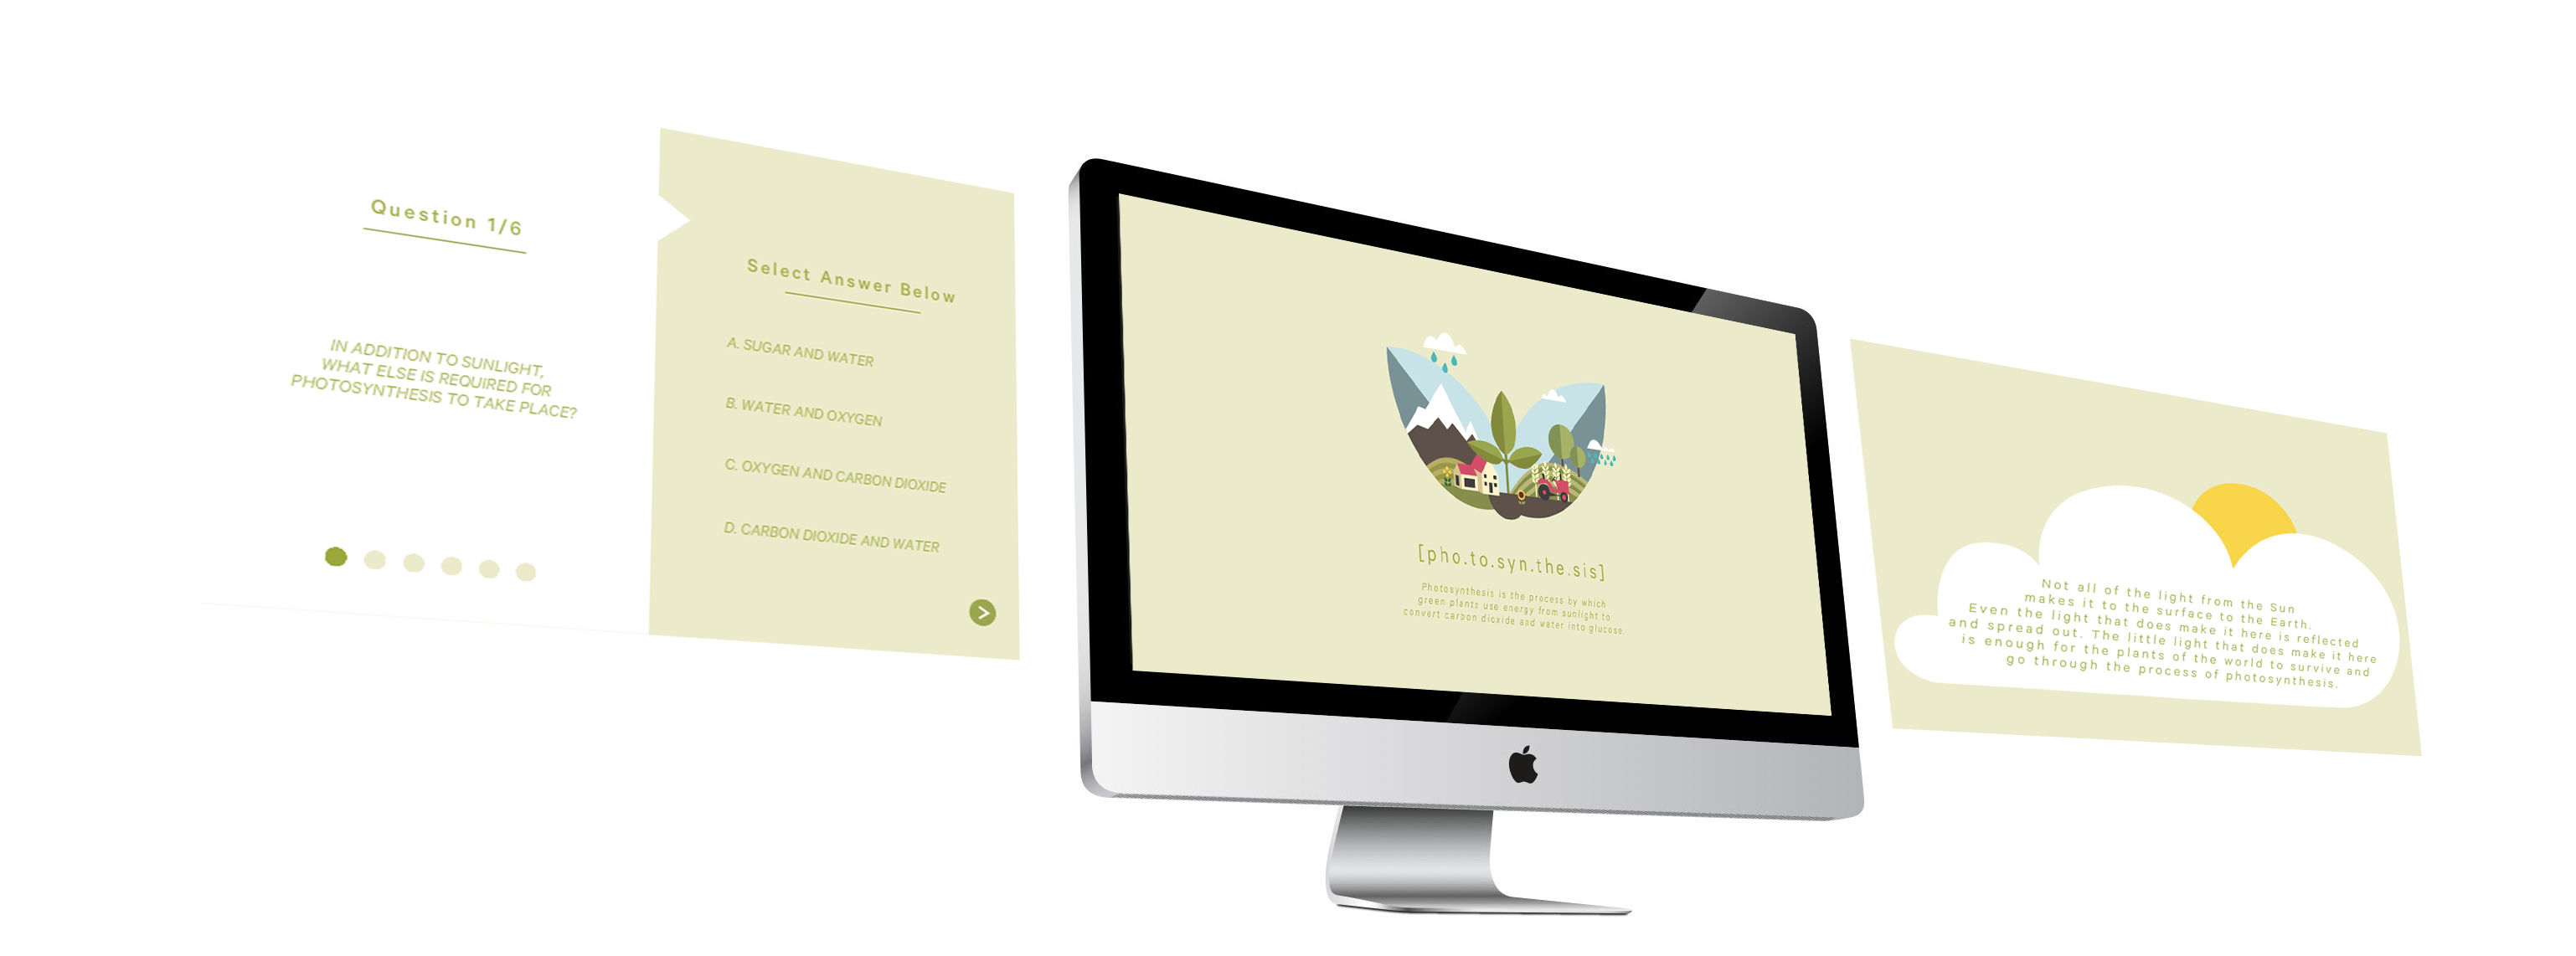 Question 1/6
IN ADDITION TO SUNLIGHT,
WHAT ELSE IS REQUIRED FOR
PHOTOSYNTHESIS TO TAKE PLACE?
Select Answer Below
A. SUGAR AND WATER
B. WATER AND OXYGEN
C. OXYGEN AND CARBON DIOXIDE
D. CARBON DIOXIDE AND WATER
[pho.to.syn.the.sis]
Photosynthesis is the process by which
green plants use energy from sunlight to
convert carbon dioxide and water into glucose.
Not all of the light from the Sun
makes it to the surface to the Earth.
Even the light that does make it here is reflected
and spread out. The little light that does make it here
is enough for the plants of the world to survive and
go through the process of photosynthesis.